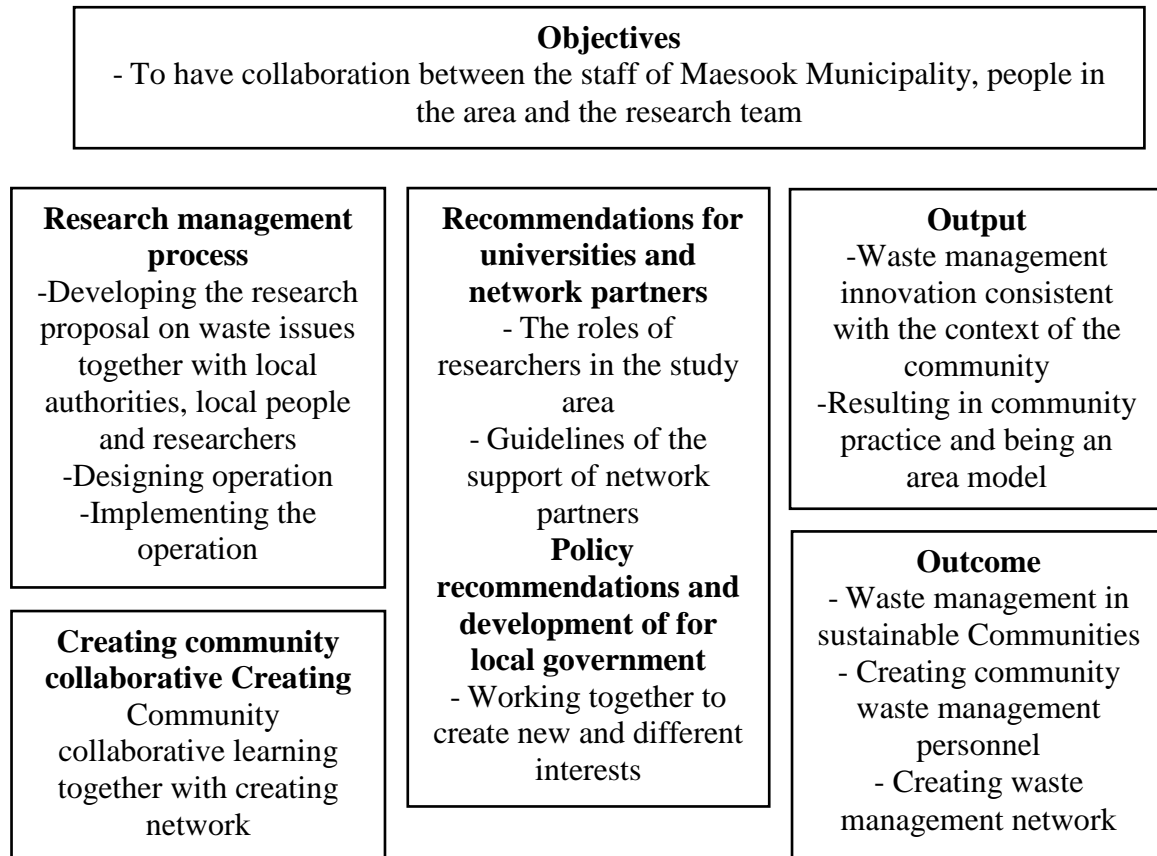 Objectives
- To have collaboration between the staff of Maesook Municipality, people in
the area and the research team
Research management
process
-Developing the research
proposal on waste issues
together with local
authorities, local people
and researchers
-Designing operation
-Implementing the
operation
Creating community
collaborative Creating
Community
collaborative learning
together with creating
network
Recommendations for
universities and
network partners
- The roles of
researchers in the study
area
- Guidelines of the
support of network
partners
Policy
recommendations and
development of for
local government
- Working together to
create new and different
interests
Output
-Waste management
innovation consistent
with the context of the
community
-Resulting in community
practice and being an
area model
Outcome
- Waste management in
sustainable Communities
- Creating community
waste management
personnel
- Creating waste
management network